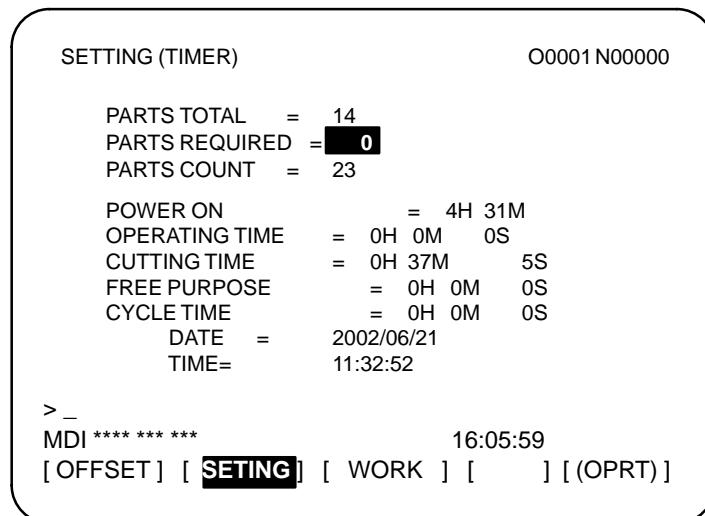 SETTING (TIMER) O0001 N00000
PARTS TOTAL = 14
PARTS REQUIRED = 0
PARTS COUNT = 23
POWER ON = 4H 31M
OPERATING TIME = 0H 0M 0S
CUTTING TIME = 0H 37M 5S
FREE PURPOSE = 0H 0M 0S
CYCLE TIME = 0H 0M 0S
DATE = 2002/06/21
TIME= 11:32:52
> _
MDI **** *** *** 16:05:59
[ OFFSET ] [ SETING ] [ WORK ] [ ] [ (OPRT) ]